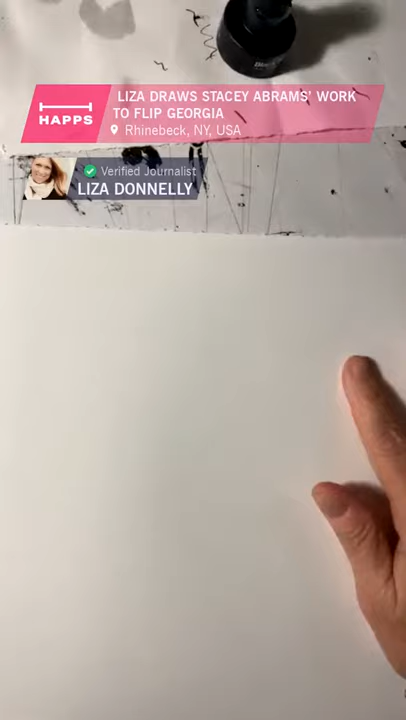 LIZA DRAWS STACEY ABRAMS' WORK
TO FLIP GEORGIA
HAPPS
Rhinebeck, NY, USA
Verified Journalist
LIZA DONNELLY